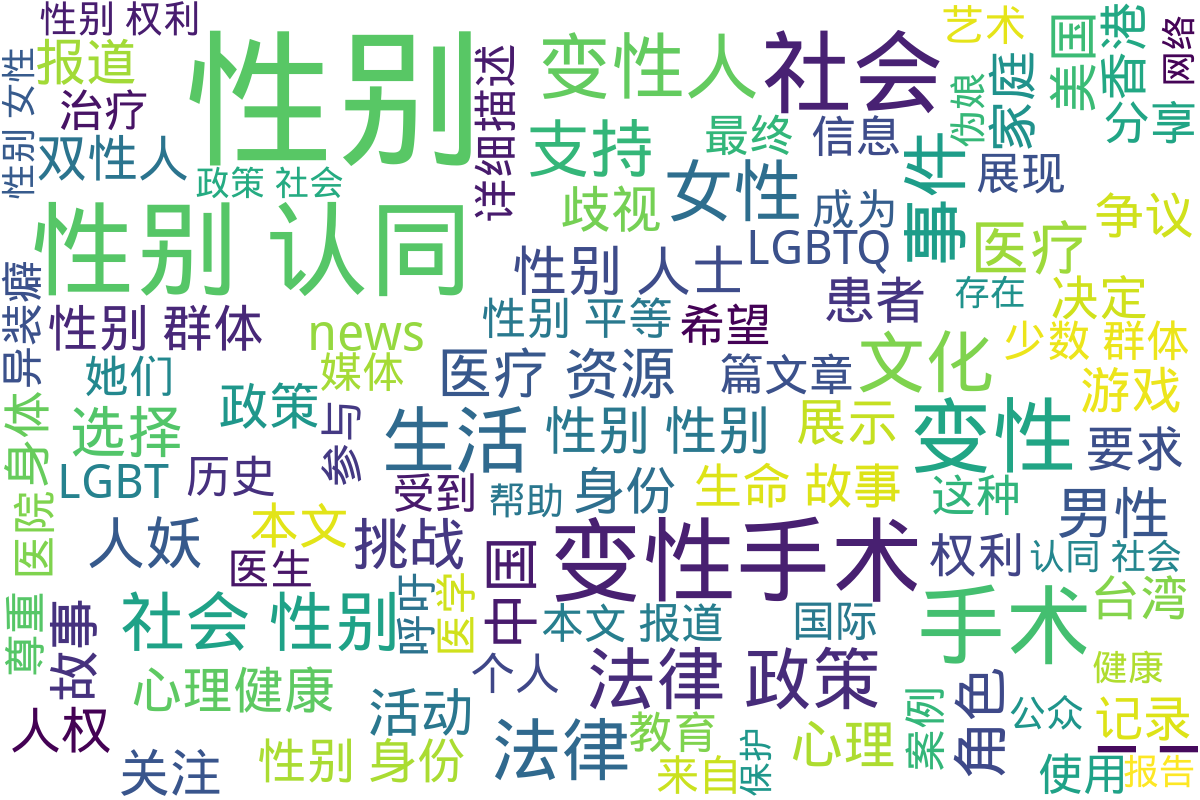 性别 权利
报道
治疗
性别 女性
双性人
政策 社会
性别
详细描述
变性人
社会
艺术
美国
香港
网络
伪娘
家庭
分享
支持
最终
信息
歧视
女性
成为
事件
展现
争议
性别 认同
LGBTQ
医疗
性别 人士
患者
存在
决定
异装癖
性别 群体
news
性别 平等
希望
少数 群体
她们
媒体
医疗 资源
篇文章
文化
游戏
身体
选择
政策
参与
生活
性别 性别
展示
变性
要求
LGBT
历史
受到
帮助
身份
生命 故事
这种
男性
医院
人妖
本文
挑战
中国
变性手术
权利
认同 社会
医生
尊重
故事
社会 性别
呼吁
医学
本文 报道
国际
手术
台湾
心理健康
个人
法律 政策
健康
人权
活动
法律
教育
案例
角色
公众
记录
关注
性别 身份
来自
保护
心理
使用
报告
一一